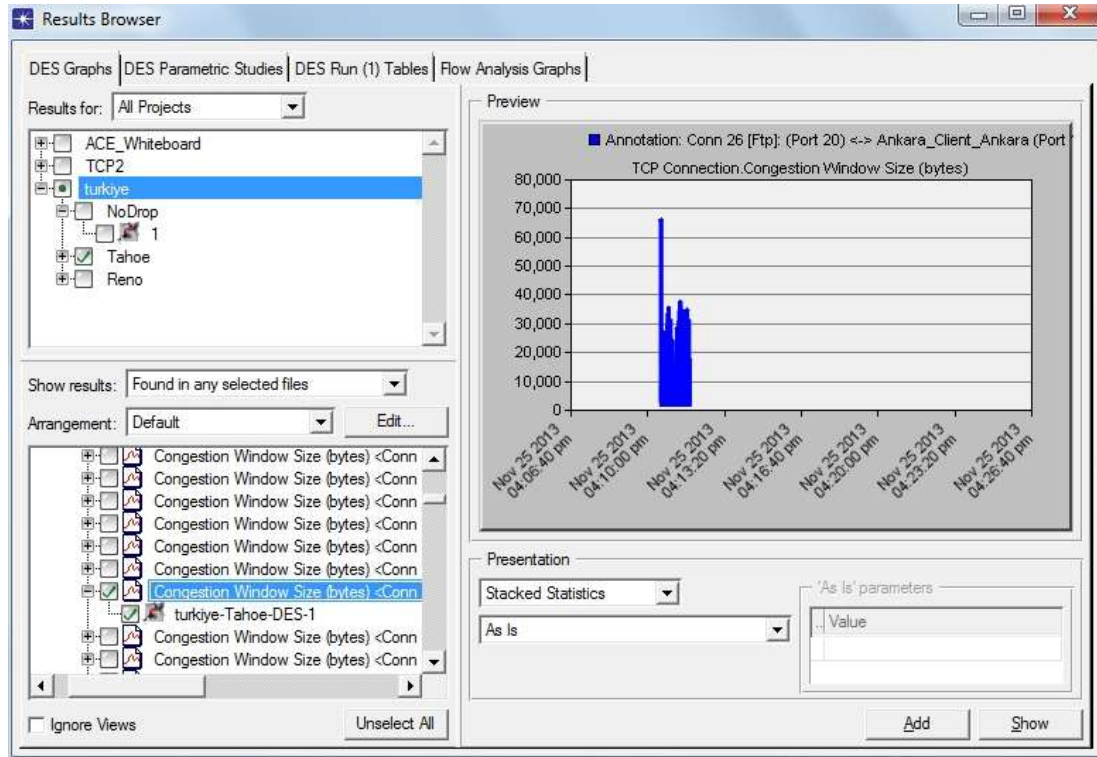 Results Browser
DES Graphs DES Parametric Studies DES Run (1) Tables Flow Analysis Graphs
Results for: All Projects
ACE_Whiteboard
TCP2
turkiye
NoDrop
1
Tahoe
Reno
Show results: Found in any selected files
Arrangement: Default Edit...
Congestion Window Size (bytes) <Conn
Congestion Window Size (bytes) <Conn
Congestion Window Size (bytes) <Conn
Congestion Window Size (bytes) <Conn
Congestion Window Size (bytes) <Conn
Congestion Window Size (bytes) <Conn
Congestion Window Size (bytes) <Conn
turkiye-Tahoe-DES-1
Congestion Window Size (bytes) <Conn
Congestion Window Size (bytes) <Conn
Ignore Views Unselect All
Preview
Annotation: Conn 26 [Ftp]: (Port 20) <-> Ankara_Client_Ankara (Port
TCP Connection.Congestion Window Size (bytes)
80,000
70,000
60,000
50,000
40,000
30,000
20,000
10,000
0
Nov 25 2013
04:06:40 pm
Nov 25 2013
04:10:00 pm
Nov 25 2013
04:13:20 pm
Nov 25 2013
04:16:40 pm
Nov 25 2013
04:20:00 pm
Nov 25 2013
04:23:20 pm
Nov 25 2013
04:26:40 pm
Presentation
Stacked Statistics
As Is
'As Is' parameters
.. Value
Add Show